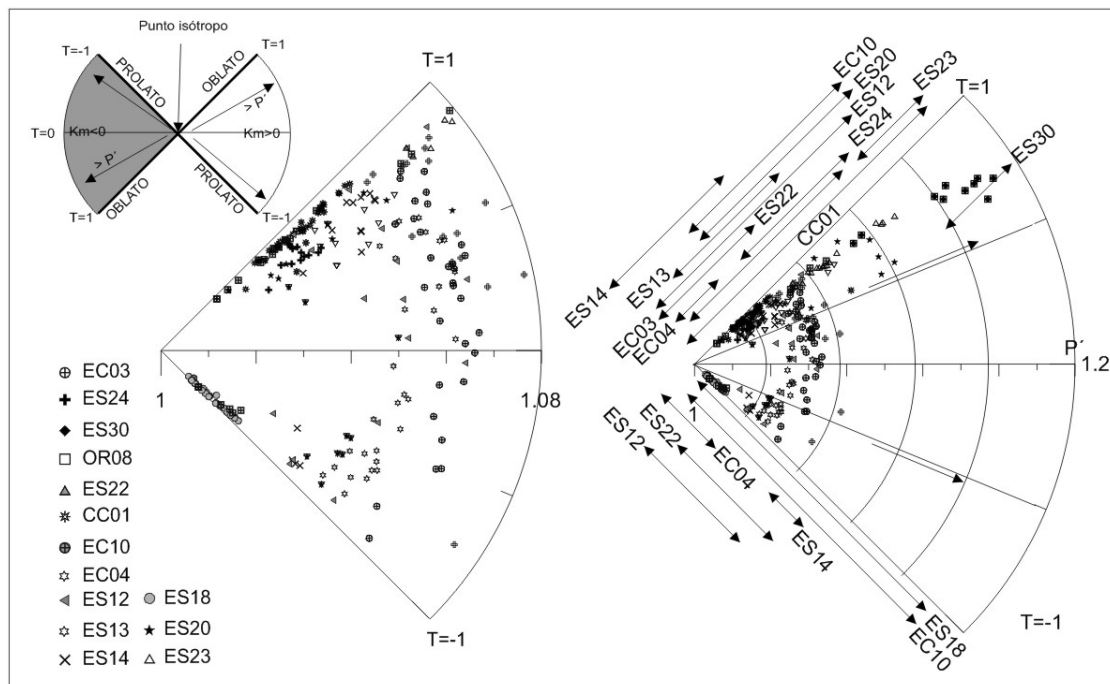 Punto isótropo
T=-1
T=1
PROLATO
OBLATO
> P´
T=0
Km<0
Km>0
> P´
OBLATO
PROLATO
T=1
T=-1
T=1
1
1.08
T=-1
EC03
ES24
ES30
OR08
ES22
CC01
EC10
EC04
ES12
ES18
ES13
ES20
ES14
ES23
EC10
ES20
ES12
ES24
ES23
T=1
ES30
ES22
CC01
ES14
ES13
EC03
EC04
P´
1.2
1
ES12
ES22
EC04
ES14
T=-1
ES18
EC10